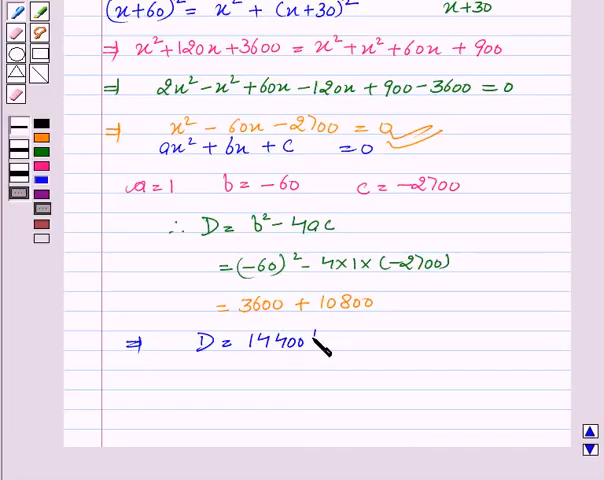 (x+60)² = x² + (x+30)²
x+30
⇒ x²+120x+3600 = x²+x²+60x+900
⇒ 2x²-x²+60x-120x+900-3600=0
⇒ x²-60x-2700=0
ax²+bx+c=0
a=1 b=-60 c=-2700
∴ D= b²-4ac
=(-60)²-4×1×(-2700)
= 3600 + 10800
⇒ D= 14400